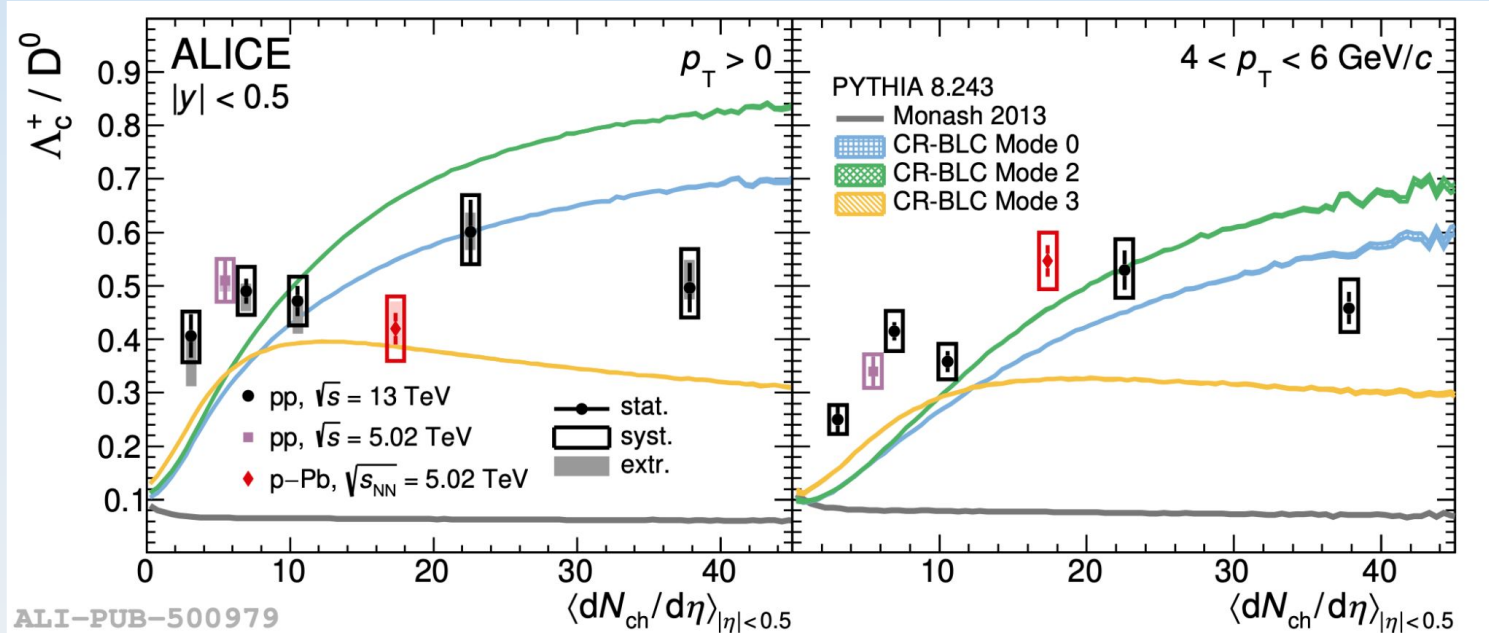 ALICE
|y| < 0.5
p_T > 0
Λ_c^+ / D^0
0.9
0.8
0.7
0.6
0.5
0.4
0.3
0.2
0.1
pp, √s = 13 TeV
pp, √s = 5.02 TeV
p−Pb, √s_NN = 5.02 TeV
stat.
syst.
extr.
0 10 20 30 40
⟨dN_ch/dη⟩_|η|<0.5
4 < p_T < 6 GeV/c
PYTHIA 8.243
Monash 2013
CR-BLC Mode 0
CR-BLC Mode 2
CR-BLC Mode 3
10 20 30 40
⟨dN_ch/dη⟩_|η|<0.5
ALI−PUB−500979